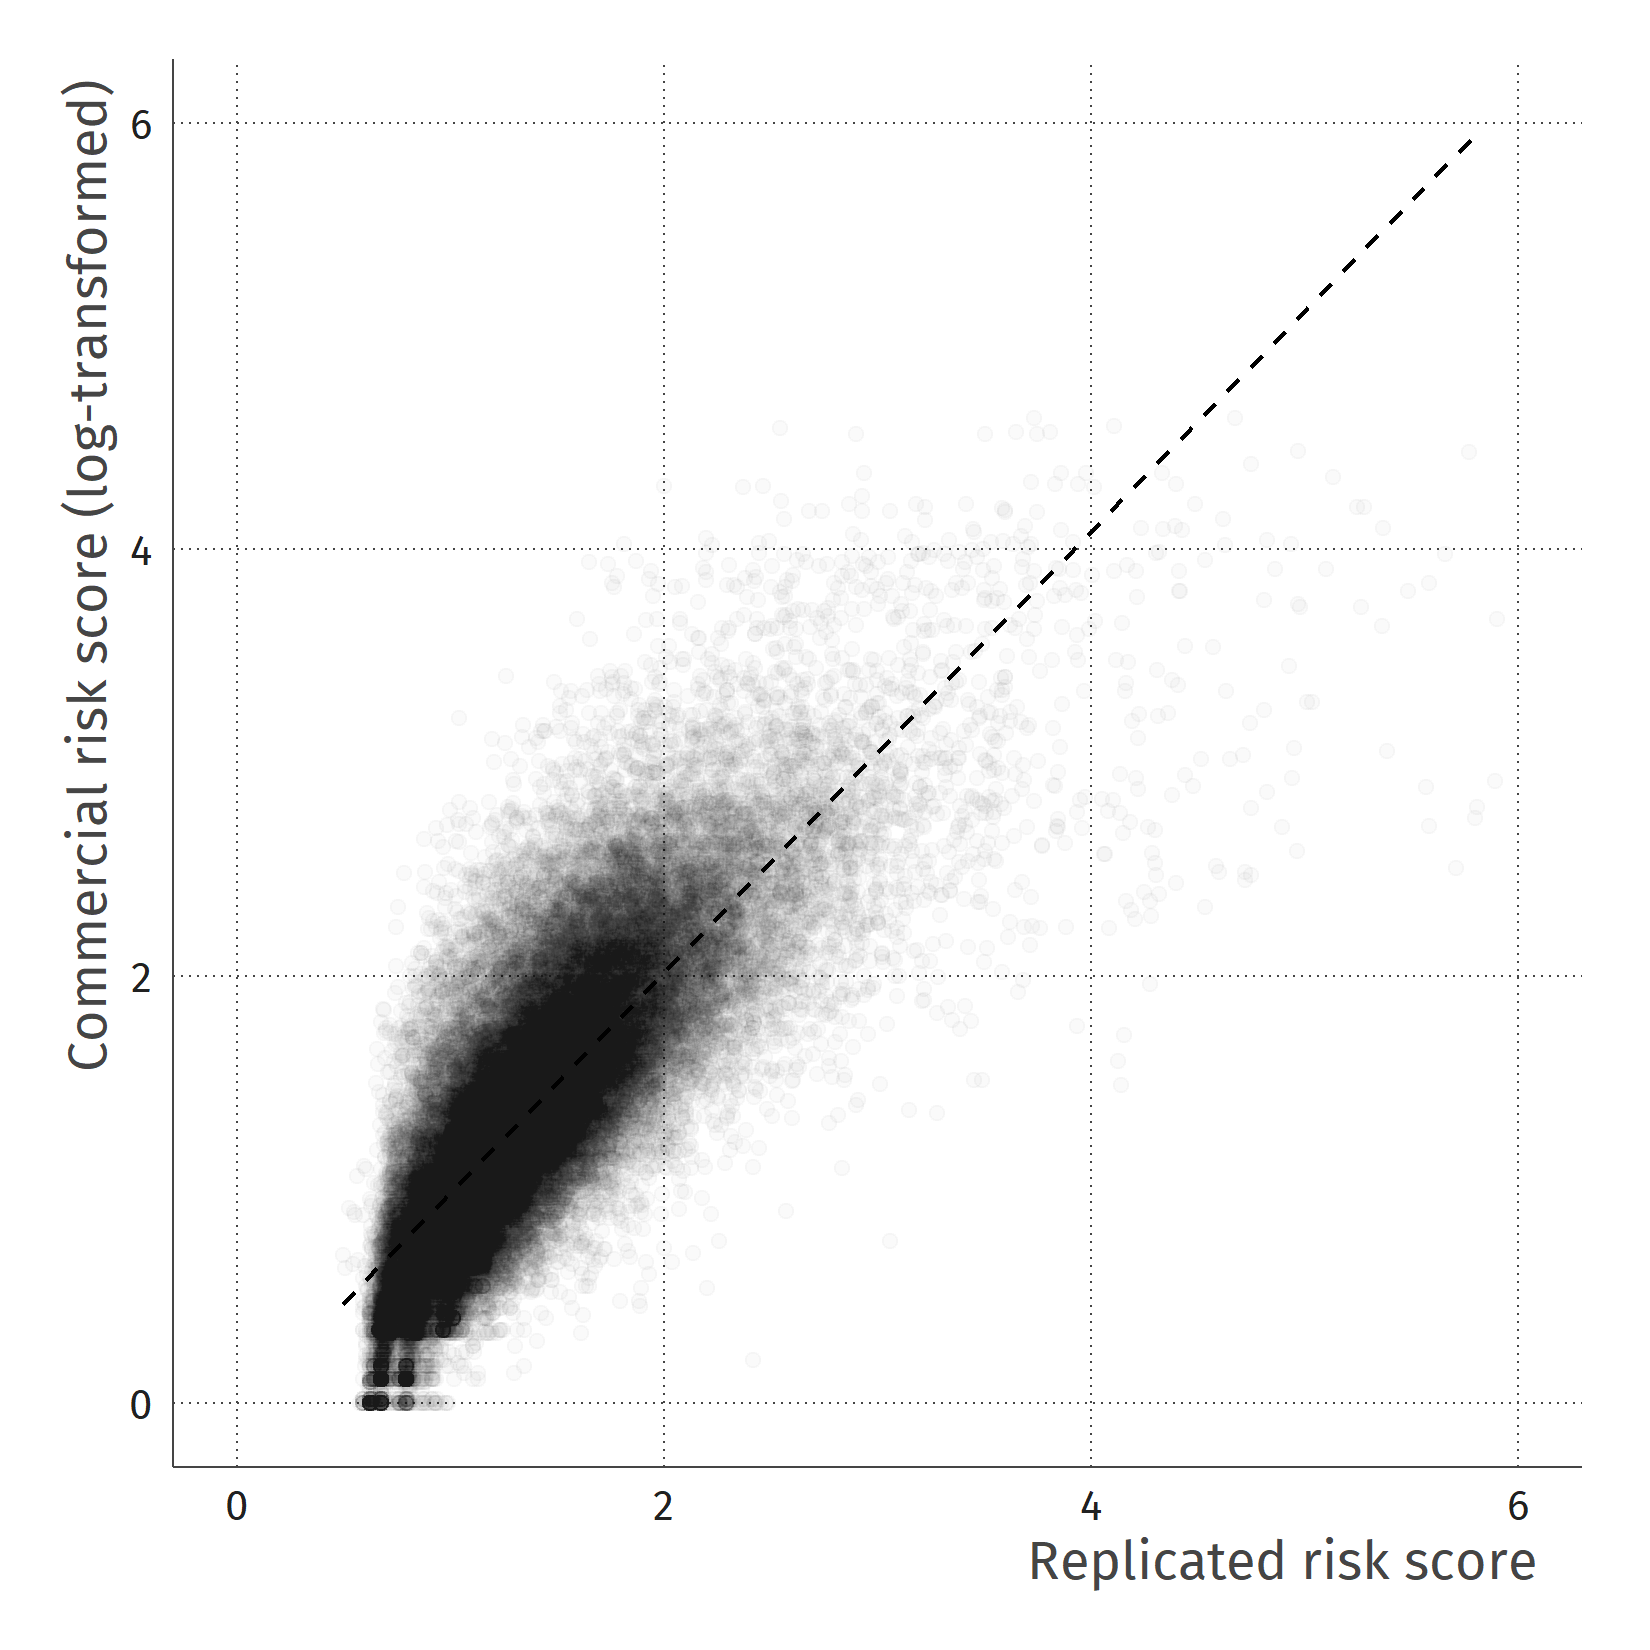 Commercial risk score (log-transformed)
6
4
2
0
0 2 4 6
Replicated risk score